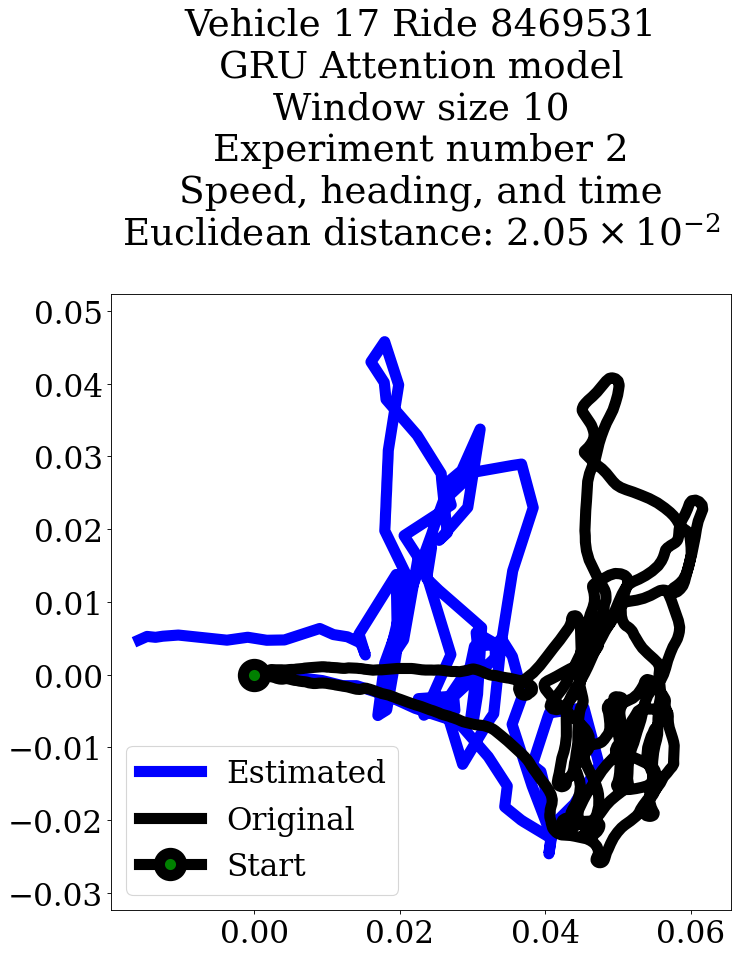 Vehicle 17 Ride 8469531
GRU Attention model
Window size 10
Experiment number 2
Speed, heading, and time
Euclidean distance: 2.05 × 10⁻²
0.05
0.04
0.03
0.02
0.01
0.00
−0.01
−0.02
−0.03
Estimated
Original
Start
0.00 0.02 0.04 0.06